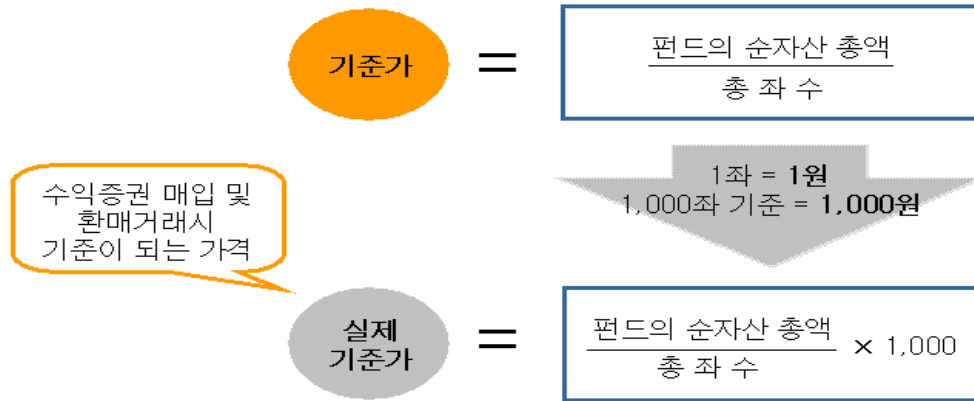 기준가
=
펀드의 순자산 총액
총 좌 수
1좌 = 1원
1,000좌 기준 = 1,000원
수익증권 매입 및
환매거래시
기준이 되는 가격
실제
기준가
=
펀드의 순자산 총액
총 좌 수
× 1,000